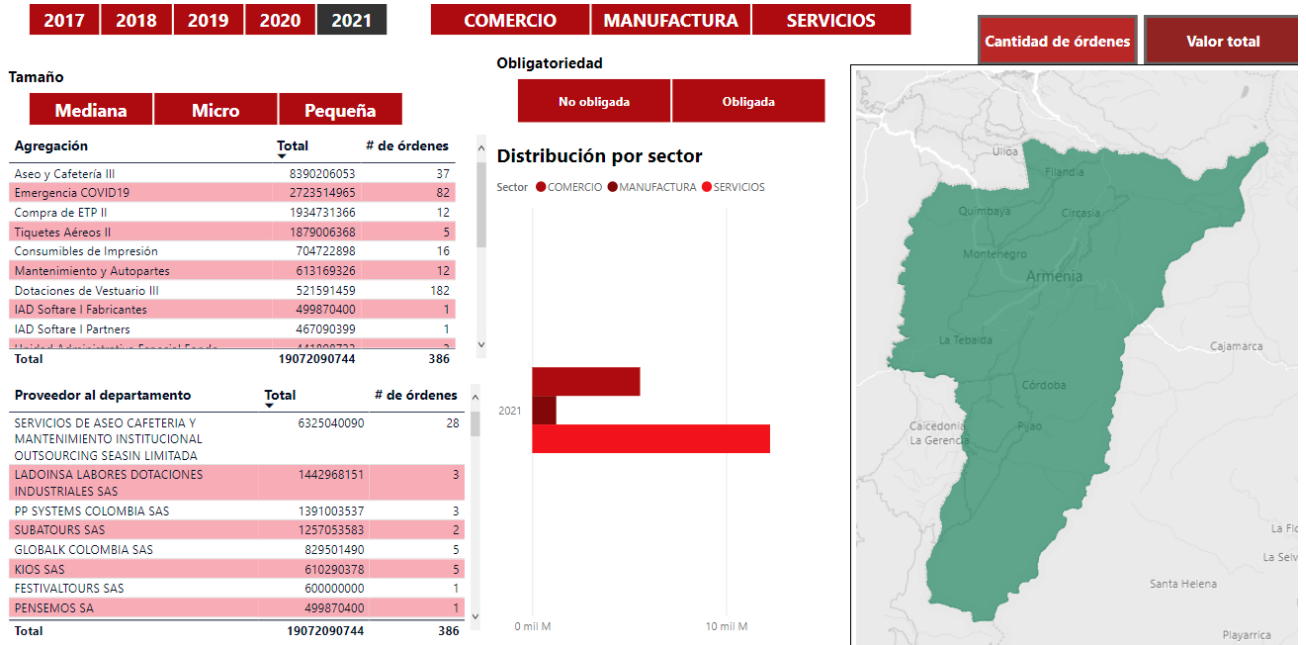 2017 2018 2019 2020 2021 COMERCIO MANUFACTURA SERVICIOS
Cantidad de órdenes Valor total
Tamaño
Mediana Micro Pequeña
Obligatoriedad
No obligada Obligada
Agregación Total # de órdenes
Aseo y Cafetería III 8390206053 37
Emergencia COVID19 2723514965 82
Compra de ETP II 1934731366 12
Tiquetes Aéreos II 1879006368 5
Consumibles de Impresión 704722898 16
Mantenimiento y Autopartes 613169326 12
Dotaciones de Vestuario III 521591459 182
IAD Softare I Fabricantes 499870400 1
IAD Softare I Partners 467090399 1
Total 19072090744 386
Proveedor al departamento Total # de órdenes
SERVICIOS DE ASEO CAFETERIA Y 6325040090 28
MANTENIMIENTO INSTITUCIONAL
OUTSOURCING SEASIN LIMITADA
LADOINSA LABORES DOTACIONES 1442968151 3
INDUSTRIALES SAS
PP SYSTEMS COLOMBIA SAS 1391003537 3
SUBATOURS SAS 1257053583 2
GLOBALK COLOMBIA SAS 829501490 5
KIOS SAS 610290378 5
FESTIVALTOURS SAS 600000000 1
PENSEMOS SA 499870400 1
Total 19072090744 386
Distribución por sector
Sector COMERCIO MANUFACTURA SERVICIOS
2021
0 mil M 10 mil M
Ulloa
Filandia
Quimbaya Circasia
Montenegro
Armenia
La Tebaida
Cajamarca
Córdoba
Caicedonia Pijao
La Gerencia
Santa Helena
Playarrica